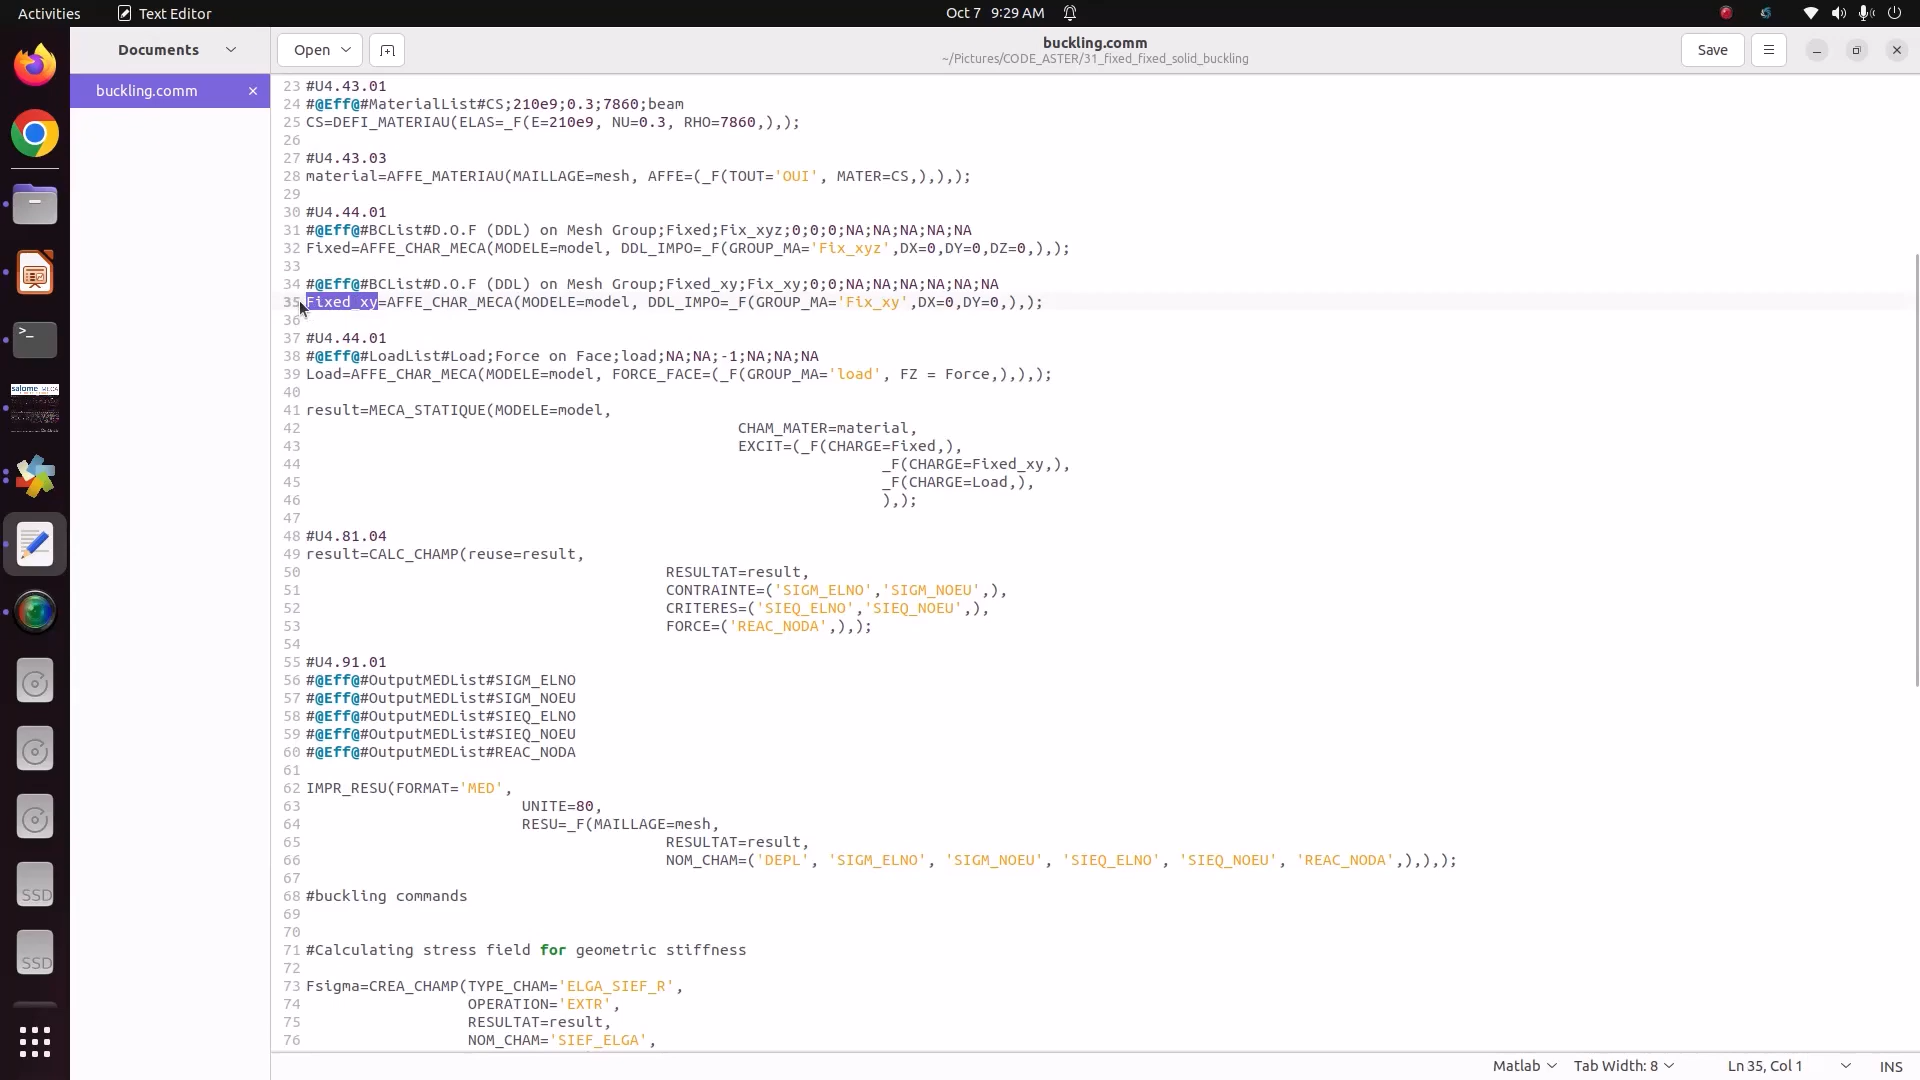 Activities
Text Editor
Oct 7 9:29 AM
Documents
Open
buckling.comm
~/Pictures/CODE_ASTER/31_fixed_fixed_solid_buckling
Save
buckling.comm
23 #U4.43.01
24 #@Eff@#MaterialList#CS;210e9;0.3;7860;beam
25 CS=DEFI_MATERIAU(ELAS=_F(E=210e9, NU=0.3, RHO=7860,),);
26
27 #U4.43.03
28 material=AFFE_MATERIAU(MAILLAGE=mesh, AFFE=(_F(TOUT='OUI', MATER=CS,),),);
29
30 #U4.44.01
31 #@Eff@#BCList#D.O.F (DDL) on Mesh Group;Fixed;Fix_xyz;0;0;0;NA;NA;NA;NA;NA
32 Fixed=AFFE_CHAR_MECA(MODELE=model, DDL_IMPO=_F(GROUP_MA='Fix_xyz',DX=0,DY=0,DZ=0,),);
33
34 #@Eff@#BCList#D.O.F (DDL) on Mesh Group;Fixed_xy;Fix_xy;0;0;NA;NA;NA;NA;NA;NA
35 Fixed_xy=AFFE_CHAR_MECA(MODELE=model, DDL_IMPO=_F(GROUP_MA='Fix_xy',DX=0,DY=0,),);
36
37 #U4.44.01
38 #@Eff@#LoadList#Load;Force on Face;load;NA;NA;-1;NA;NA;NA
39 Load=AFFE_CHAR_MECA(MODELE=model, FORCE_FACE=(_F(GROUP_MA='load', FZ = Force,),),);
40
41 result=MECA_STATIQUE(MODELE=model,
42 CHAM_MATER=material,
43 EXCIT=(_F(CHARGE=Fixed,),
44 _F(CHARGE=Fixed_xy,),
45 _F(CHARGE=Load,),
46 ),);
47
48 #U4.81.04
49 result=CALC_CHAMP(reuse=result,
50 RESULTAT=result,
51 CONTRAINTE=('SIGM_ELNO','SIGM_NOEU',),
52 CRITERES=('SIEQ_ELNO','SIEQ_NOEU',),
53 FORCE=('REAC_NODA',),);
54
55 #U4.91.01
56 #@Eff@#OutputMEDList#SIGM_ELNO
57 #@Eff@#OutputMEDList#SIGM_NOEU
58 #@Eff@#OutputMEDList#SIEQ_ELNO
59 #@Eff@#OutputMEDList#SIEQ_NOEU
60 #@Eff@#OutputMEDList#REAC_NODA
61
62 IMPR_RESU(FORMAT='MED',
63 UNITE=80,
64 RESU=_F(MAILLAGE=mesh,
65 RESULTAT=result,
66 NOM_CHAM=('DEPL', 'SIGM_ELNO', 'SIGM_NOEU', 'SIEQ_ELNO', 'SIEQ_NOEU', 'REAC_NODA',),),);
67
68 #buckling commands
69
70
71 #Calculating stress field for geometric stiffness
72
73 Fsigma=CREA_CHAMP(TYPE_CHAM='ELGA_SIEF_R',
74 OPERATION='EXTR',
75 RESULTAT=result,
76 NOM_CHAM='SIEF_ELGA',
salome
SSD
SSD
Matlab
Tab Width: 8
Ln 35, Col 1
INS